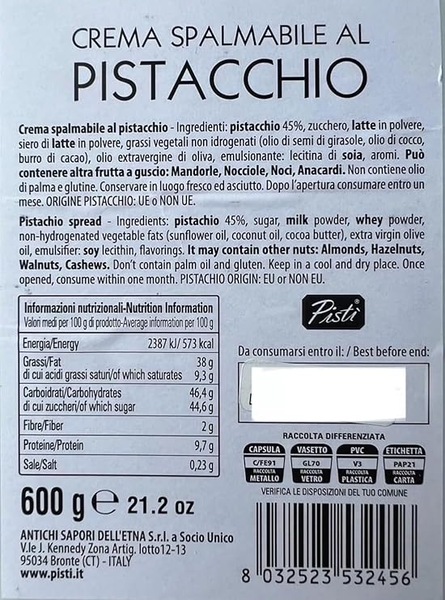 CREMA SPALMABILE AL
PISTACCHIO
Crema spalmabile al pistacchio - Ingredienti: pistacchio 45%, zucchero, latte in polvere,
siero di latte in polvere, grassi vegetali non idrogenati (olio di semi di girasole, olio di cocco,
burro di cacao), olio extravergine di oliva, emulsionante: lecitina di soia, aromi. Può
contenere altra frutta a guscio: Mandorle, Nocciole, Noci, Anacardi. Non contiene olio
di palma e glutine. Conservare in luogo fresco ed asciutto. Dopo l'apertura consumare entro un
mese. ORIGINE PISTACCHIO: UE o NON UE.
Pistachio spread - Ingredients: pistachio 45%, sugar, milk powder, whey powder,
non-hydrogenated vegetable fats (sunflower oil, coconut oil, cocoa butter), extra virgin olive
oil, emulsifier: soy lecithin, flavorings. It may contain other nuts: Almonds, Hazelnuts,
Walnuts, Cashews. Don't contain palm oil and gluten. Keep in a cool and dry place. Once
opened, consume within one month. PISTACHIO ORIGIN: EU or NON EU.
Informazioni nutrizionali-Nutrition Information
Valori medi per 100 g di prodotto-Average information per 100 g
Energia/Energy 2387 kJ/ 573 kcal
Grassi/Fat 38 g
di cui acidi grassi saturi/of which saturates 9,3 g
Carboidrati/Carbohydrates 46,4 g
di cui zuccheri/of which sugar 44,6 g
Fibre/Fiber 2 g
Proteine/Protein 9,7 g
Sale/Salt 0,23 g
Pistì
Da consumarsi entro il: / Best before end:
RACCOLTA DIFFERENZIATA
CAPSULA VASETTO PVC ETICHETTA
C/FE91 GL70 V3 PAP21
RACCOLTA RACCOLTA RACCOLTA RACCOLTA
METALLO VETRO PLASTICA CARTA
VERIFICA LE DISPOSIZIONI DEL TUO COMUNE
600 g e 21.2 oz
ANTICHI SAPORI DELL'ETNA S.r.l. a Socio Unico
V.le J. Kennedy Zona Artig. lotto12-13
95034 Bronte (CT) - ITALY
www.pisti.it
8 032523 532456